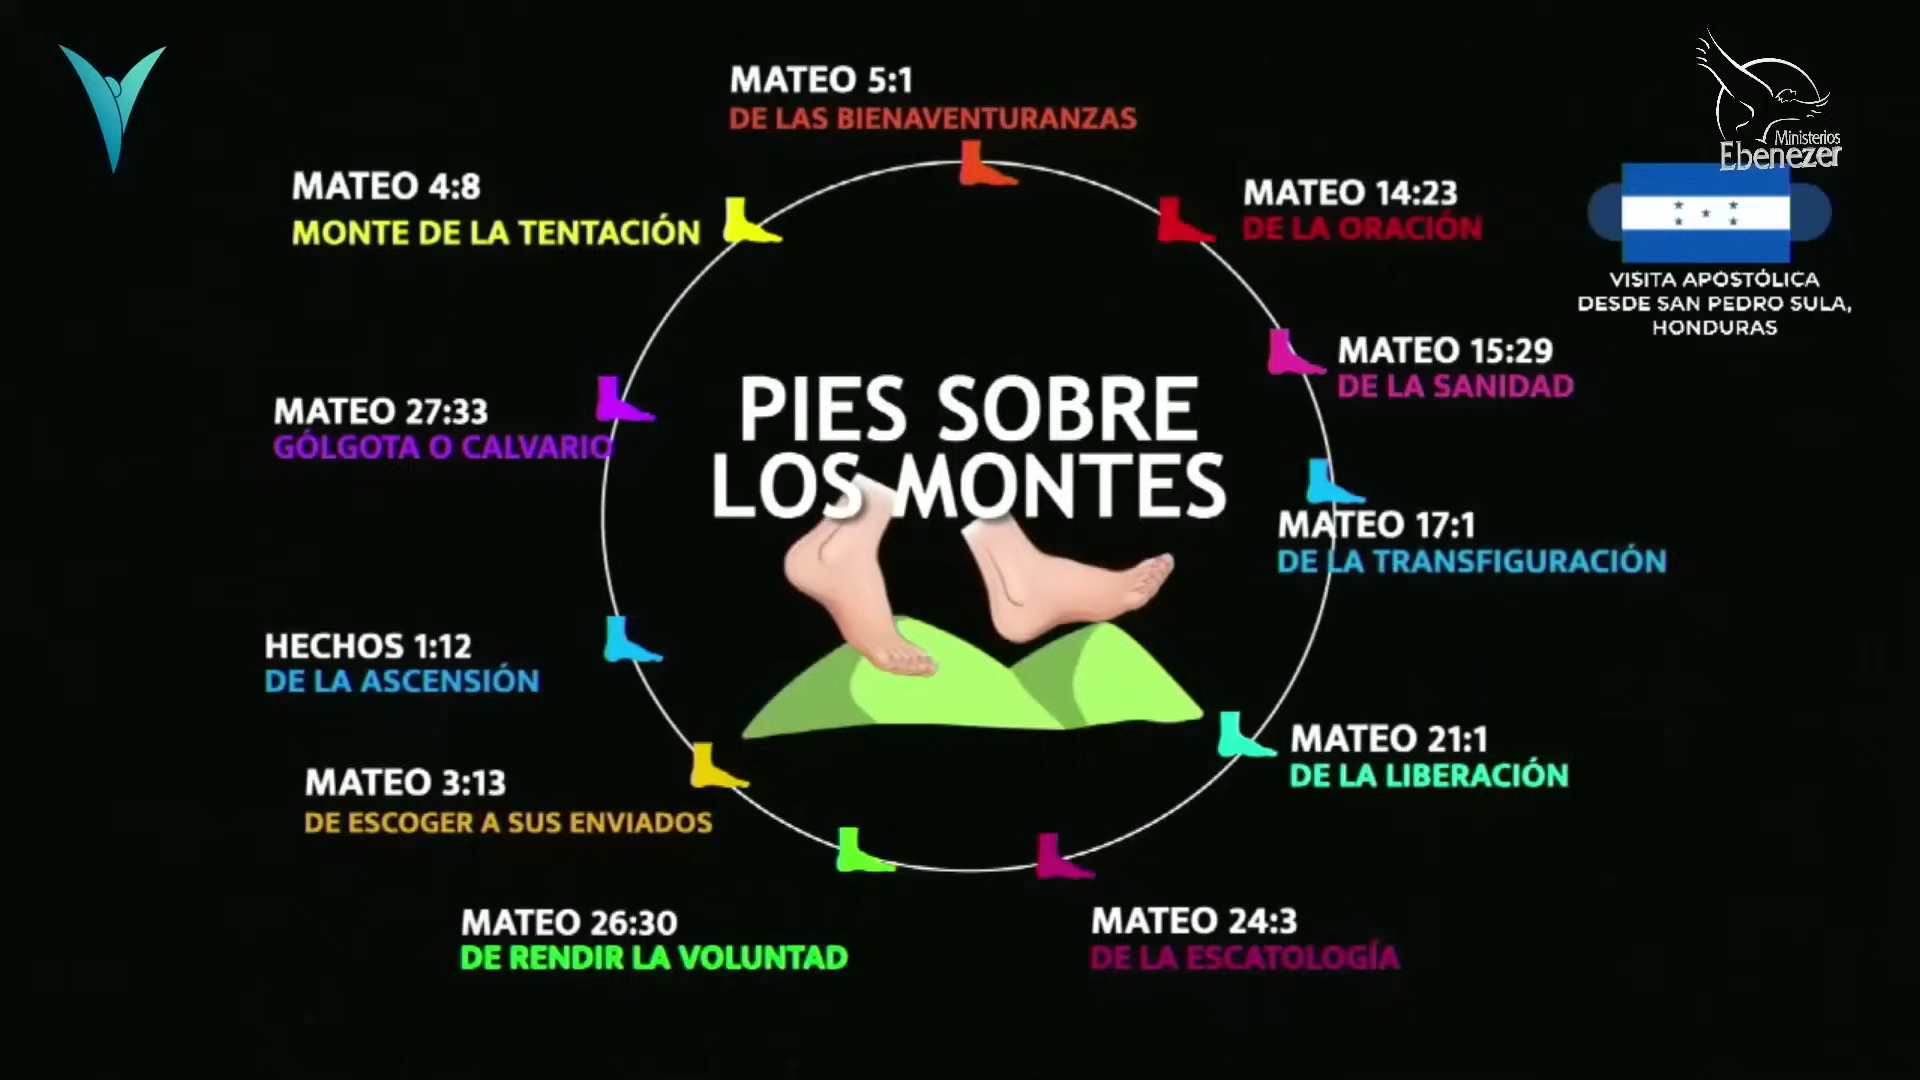 MATEO 5:1
DE LAS BIENAVENTURANZAS
Ministerios
Ebenezer
MATEO 4:8
MONTE DE LA TENTACIÓN
MATEO 14:23
DE LA ORACIÓN
VISITA APOSTÓLICA
DESDE SAN PEDRO SULA,
HONDURAS
MATEO 15:29
DE LA SANIDAD
MATEO 27:33
GÓLGOTA O CALVARIO
PIES SOBRE
LOS MONTES
MATEO 17:1
DE LA TRANSFIGURACIÓN
HECHOS 1:12
DE LA ASCENSIÓN
MATEO 21:1
DE LA LIBERACIÓN
MATEO 3:13
DE ESCOGER A SUS ENVIADOS
MATEO 26:30
DE RENDIR LA VOLUNTAD
MATEO 24:3
DE LA ESCATOLOGÍA